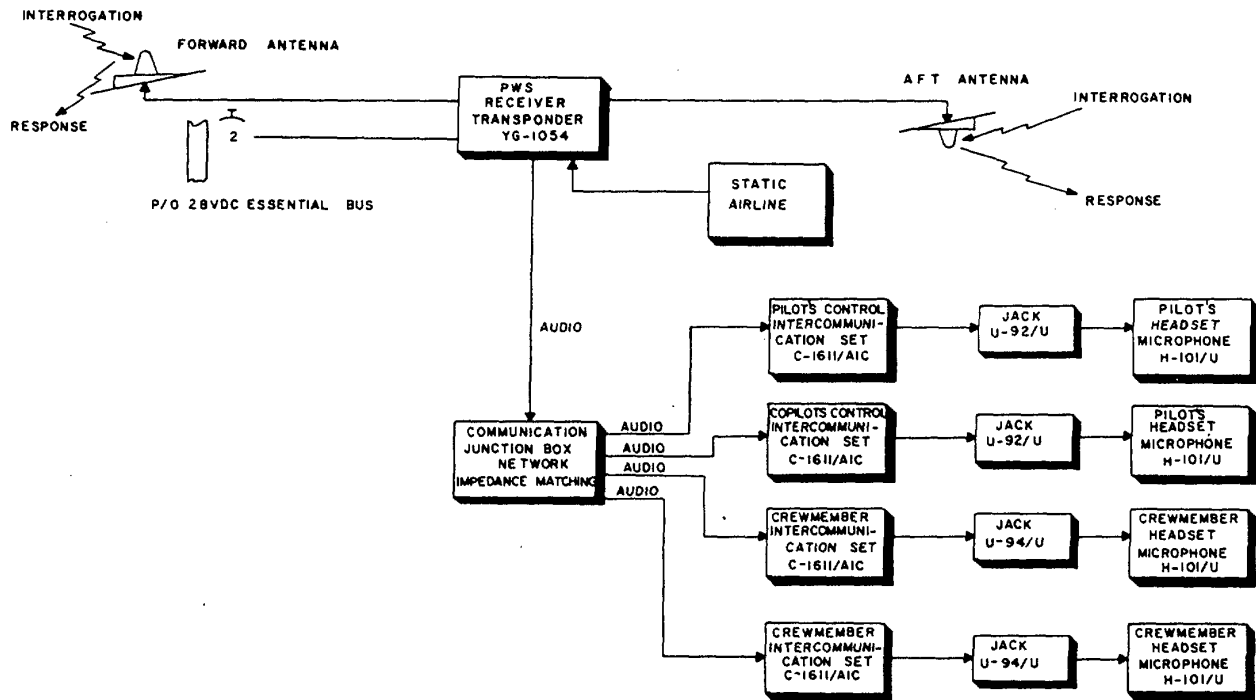 INTERROGATION
FORWARD ANTENNA
RESPONSE
2
P/O 28VDC ESSENTIAL BUS
PWS
RECEIVER
TRANSPONDER
YG-1054
AFT ANTENNA
INTERROGATION
RESPONSE
STATIC
AIRLINE
AUDIO
COMMUNICATION
JUNCTION BOX
NETWORK
IMPEDANCE MATCHING
AUDIO
AUDIO
AUDIO
AUDIO
PILOT'S CONTROL
INTERCOMMUNI-
CATION SET
C-1611/AIC
JACK
U-92/U
PILOT'S
HEADSET
MICROPHONE
H-101/U
COPILOTS CONTROL
INTERCOMMUNI-
CATION SET
C-1611/AIC
JACK
U-92/U
PILOT'S
HEADSET
MICROPHONE
H-101/U
CREWMEMBER
INTERCOMMUNI-
CATION SET
C-1611/AIC
JACK
U-94/U
CREWMEMBER
HEADSET
MICROPHONE
H-101/U
CREWMEMBER
INTERCOMMUNI-
CATION SET
C-1611/AIC
JACK
U-94/U
CREWMEMBER
HEADSET
MICROPHONE
H-101/U